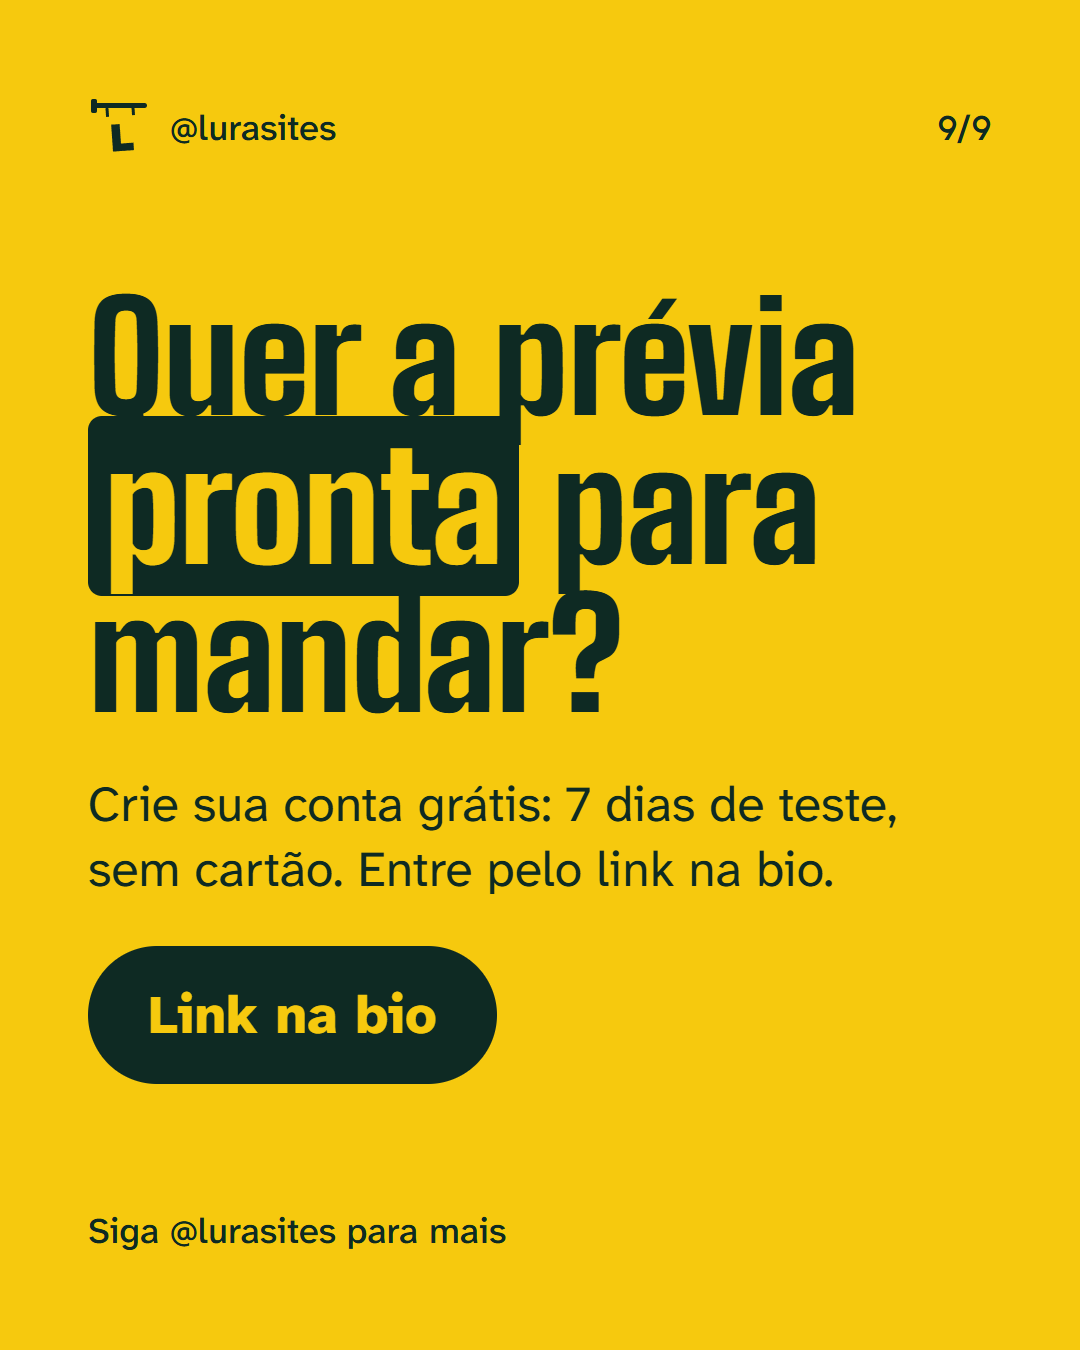 @lurasites
9/9
Quer a prévia
pronta para
mandar?
Crie sua conta grátis: 7 dias de teste,
sem cartão. Entre pelo link na bio.
Link na bio
Siga @lurasites para mais